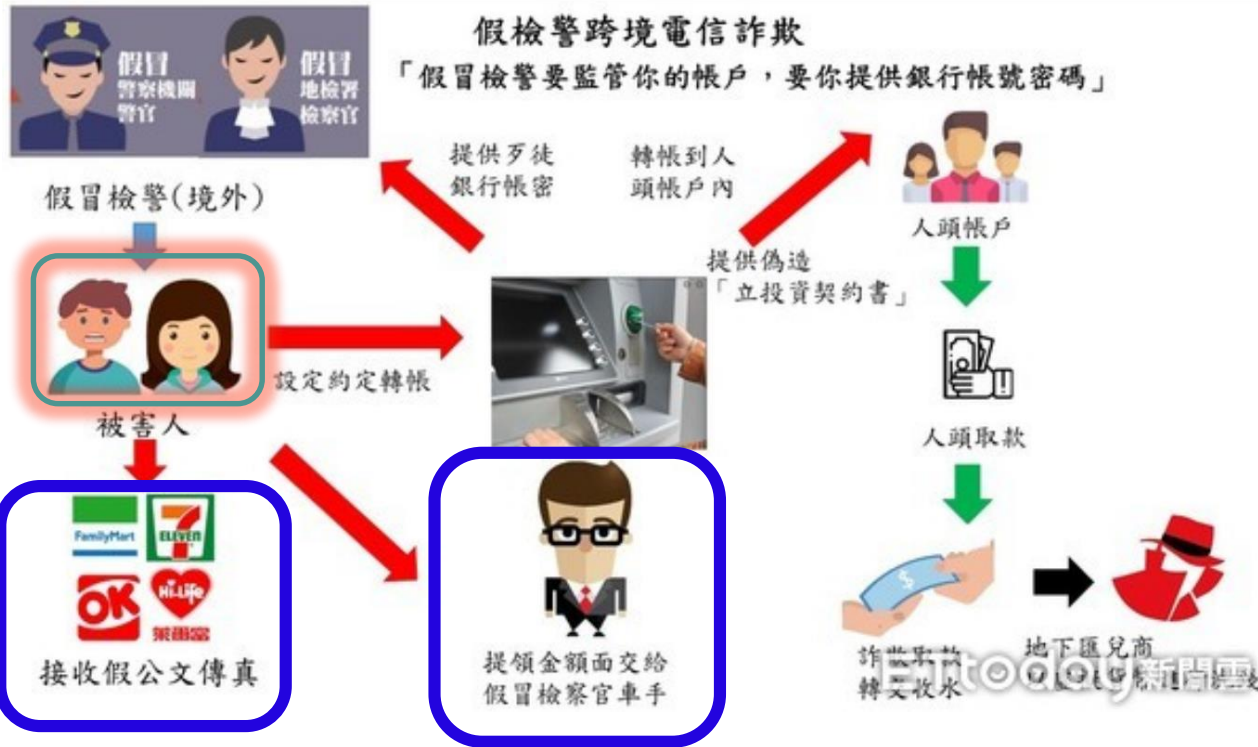 假檢警跨境電信詐欺
「假冒檢警要監管你的帳戶，要你提供銀行帳號密碼」
假冒
警察機關
警官
假冒
地檢署
檢察官
假冒檢警(境外)
提供歹徒
銀行帳密
轉帳到人
頭帳戶內
人頭帳戶
提供偽造
「立投資契約書」
設定約定轉帳
被害人
人頭取款
FamilyMart
7
ELEVEN
OK
Hi-Life
萊爾富
接收假公文傳真
提領金額面交給
假冒檢察官車手
轉交收水
地下匯兌商
ETtoday新聞雲